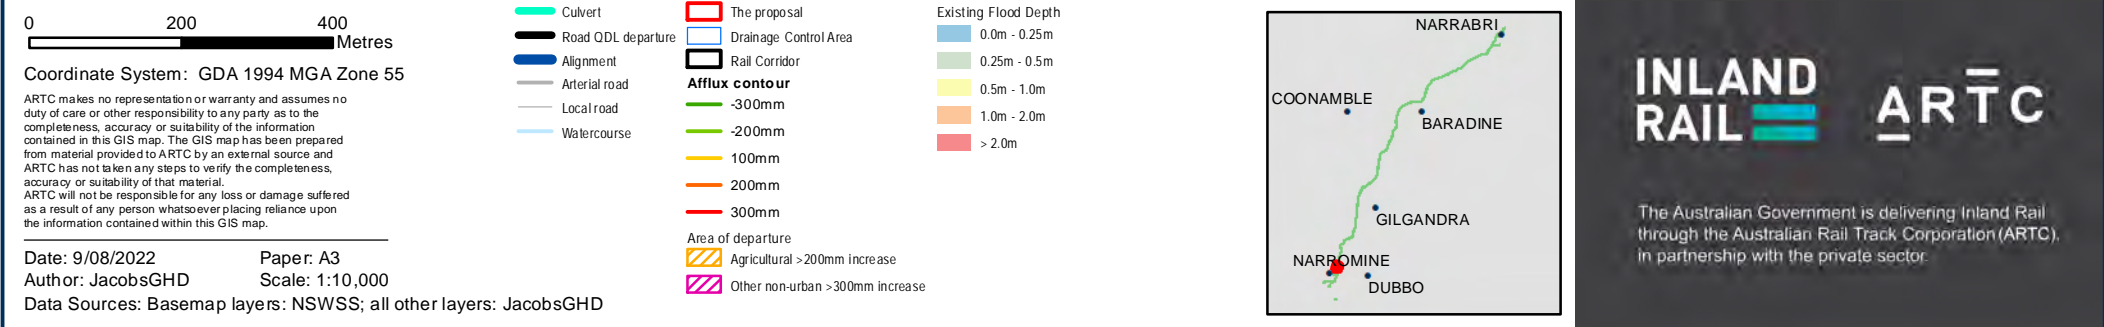 0 200 400
Metres
Coordinate System: GDA 1994 MGA Zone 55
ARTC makes no representation or warranty and assumes no
duty of care or other responsibility to any party as to the
completeness, accuracy or suitability of the information
contained in this GIS map. The GIS map has been prepared
from material provided to ARTC by an external source and
ARTC has not taken any steps to verify the completeness,
accuracy or suitability of that material.
ARTC will not be responsible for any loss or damage suffered
as a result of any person whatsoever placing reliance upon
the information contained within this GIS map.
Date: 9/08/2022 Paper: A3
Author: JacobsGHD Scale: 1:10,000
Data Sources: Basemap layers: NSWSS; all other layers: JacobsGHD
Culvert
Road QDL departure
Alignment
Arterial road
Local road
Watercourse
The proposal
Drainage Control Area
Rail Corridor
Afflux contour
-300mm
-200mm
100mm
200mm
300mm
Area of departure
Agricultural >200mm increase
Other non-urban >300mm increase
Existing Flood Depth
0.0m - 0.25m
0.25m - 0.5m
0.5m - 1.0m
1.0m - 2.0m
> 2.0m
NARRABRI
COONAMBLE
BARADINE
GILGANDRA
NARROMINE
DUBBO
INLAND
RAIL
ARTC
The Australian Government is delivering Inland Rail
through the Australian Rail Track Corporation (ARTC),
in partnership with the private sector.